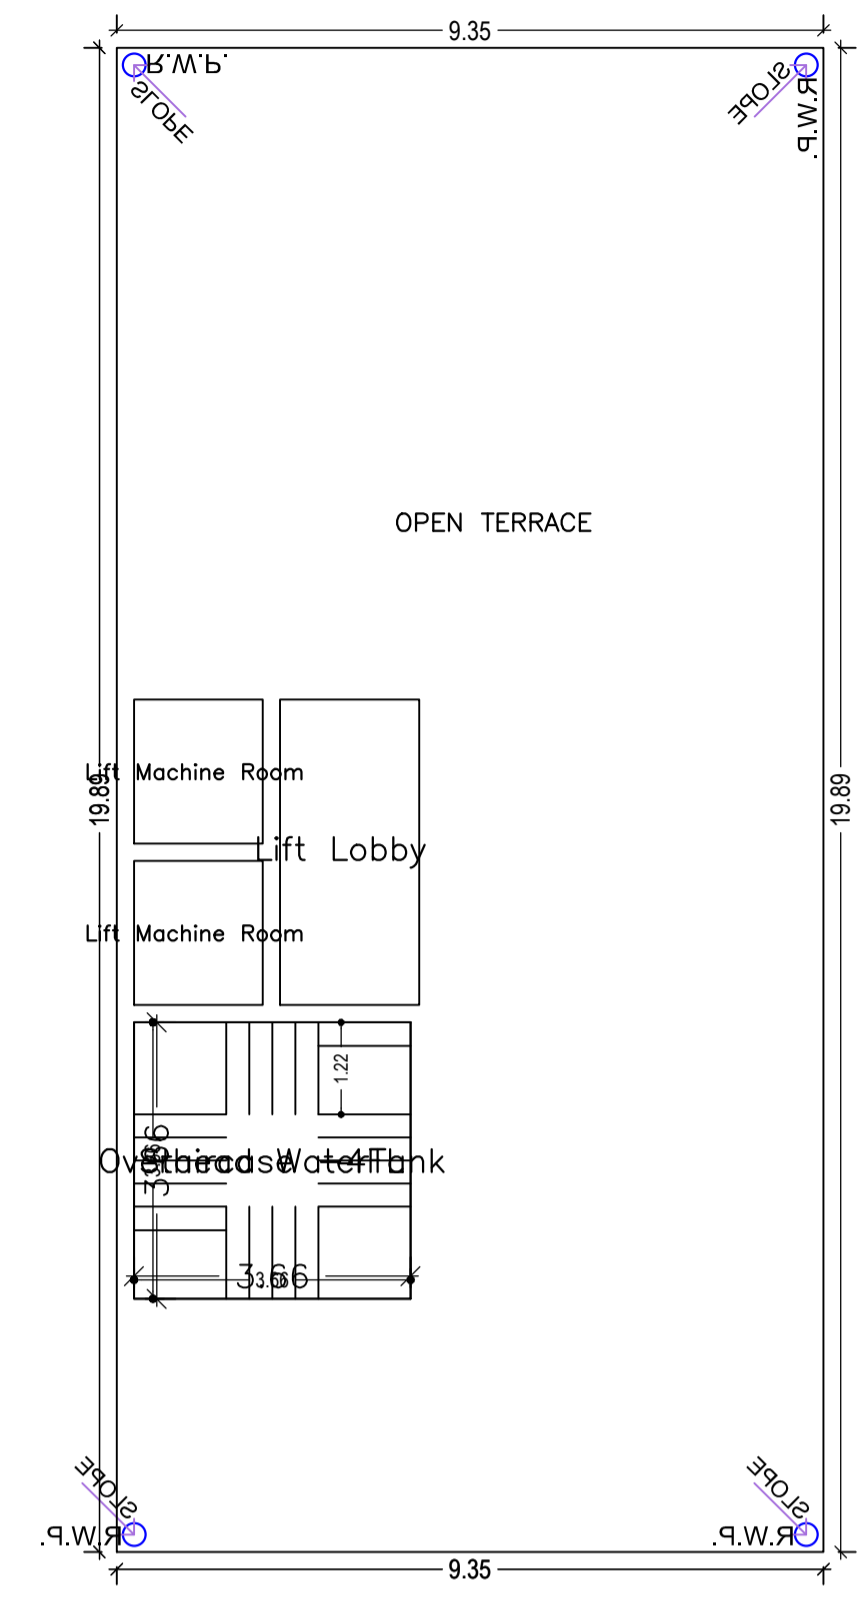 9.35
R.W.P.
SLOPE
SLOPE
R.W.P.
OPEN TERRACE
Lift Machine Room
19.89
19.89
Lift Lobby
Lift Machine Room
1.22
3.66
3.66
SLOPE
SLOPE
R.W.P.
R.W.P.
9.35